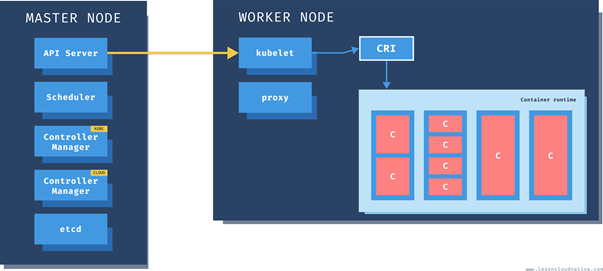 MASTER NODE
API Server
Scheduler
KUBE
Controller
Manager
CLOUD
Controller
Manager
etcd
WORKER NODE
kubelet
proxy
CRI
Container runtime
C
C
C
C
C
C
C
C
www.learncloudnative.com